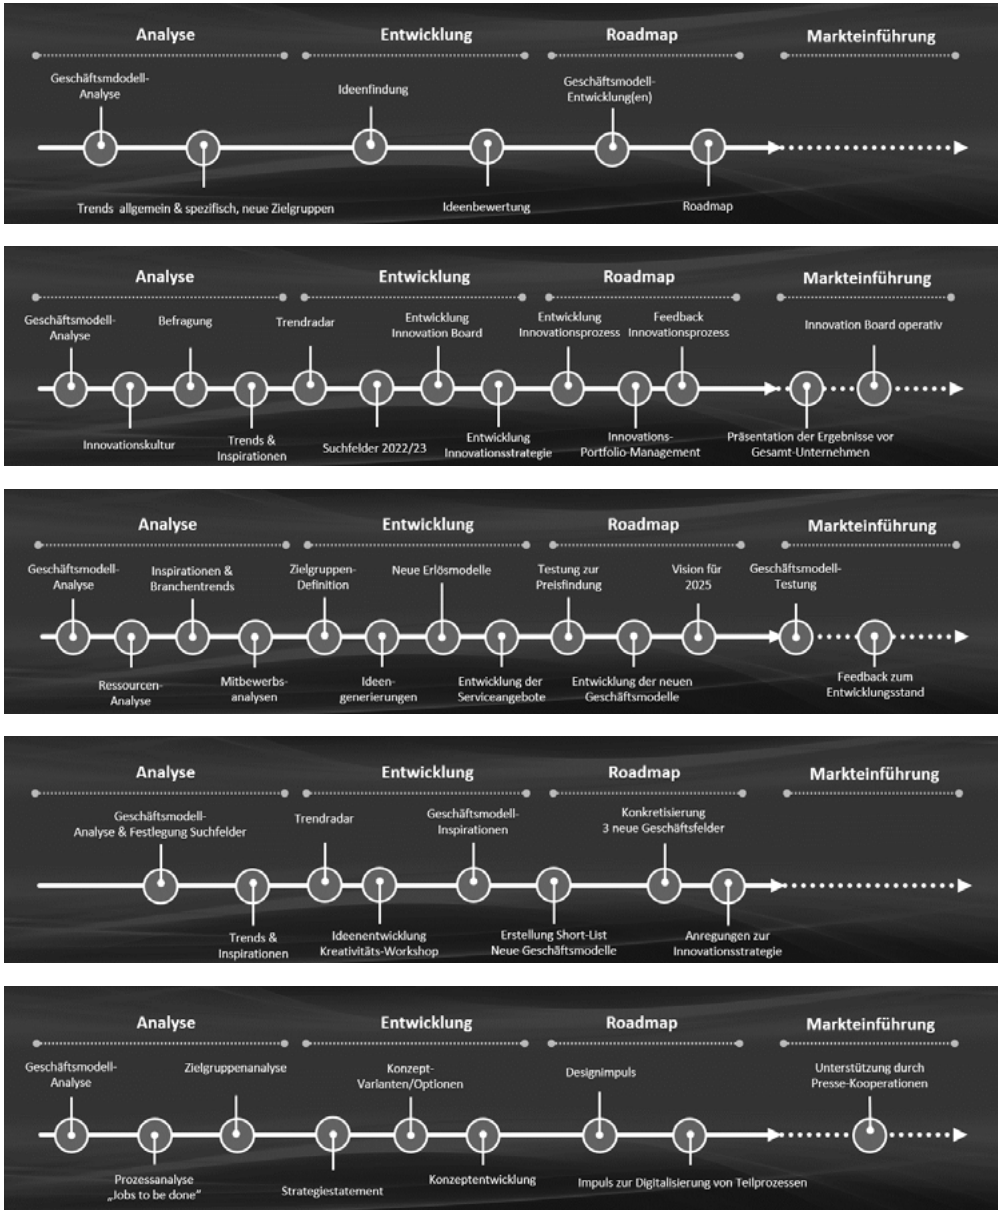 Analyse
Entwicklung
Roadmap
Markteinführung
Geschäftsmdodell-
Analyse
Ideenfindung
Geschäftsmodell-
Entwicklung(en)
Trends allgemein & spezifisch, neue Zielgruppen
Ideenbewertung
Roadmap
Analyse
Entwicklung
Roadmap
Markteinführung
Geschäftsmodell-
Analyse
Befragung
Trendradar
Entwicklung
Innovation Board
Entwicklung
Innovationsprozess
Feedback
Innovationsprozess
Innovation Board operativ
Innovationskultur
Trends &
Inspirationen
Suchfelder 2022/23
Entwicklung
Innovationsstrategie
Innovations-
Portfolio-Management
Präsentation der Ergebnisse vor
Gesamt-Unternehmen
Analyse
Entwicklung
Roadmap
Markteinführung
Geschäftsmodell-
Analyse
Inspirationen &
Branchentrends
Zielgruppen-
Definition
Neue Erlösmodelle
Testung zur
Preisfindung
Vision für
2025
Geschäftsmodell-
Testung
Ressourcen-
Analyse
Mitbewerbs-
analysen
Ideen-
generierungen
Entwicklung der
Serviceangebote
Entwicklung der neuen
Geschäftsmodelle
Feedback zum
Entwicklungsstand
Analyse
Entwicklung
Roadmap
Markteinführung
Geschäftsmodell-
Analyse & Festlegung Suchfelder
Trendradar
Geschäftsmodell-
Inspirationen
Konkretisierung
3 neue Geschäftsfelder
Trends &
Inspirationen
Ideenentwicklung
Kreativitäts-Workshop
Erstellung Short-List
Neue Geschäftsmodelle
Anregungen zur
Innovationsstrategie
Analyse
Entwicklung
Roadmap
Markteinführung
Geschäftsmodell-
Analyse
Zielgruppenanalyse
Konzept-
Varianten/Optionen
Designimpuls
Unterstützung durch
Presse-Kooperationen
Prozessanalyse
„Jobs to be done“
Strategiestatement
Konzeptentwicklung
Impuls zur Digitalisierung von Teilprozessen